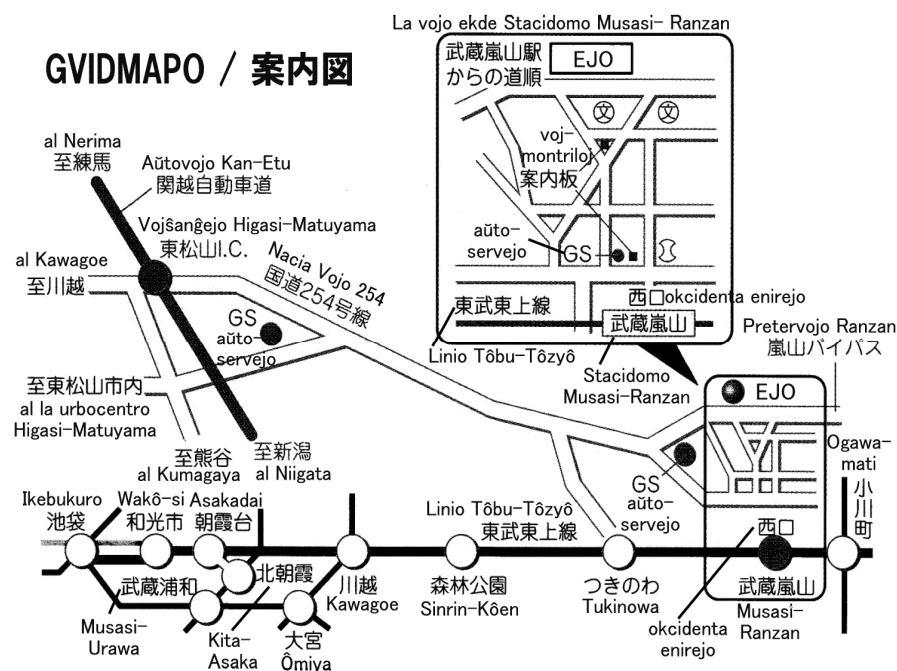 GVIDMAPO / 案内図
La vojo ekde Stacidomo Musasi- Ranzan
武蔵嵐山駅
からの道順
EJO
文
文
voj-
montriloj
案内板
aŭto-
servejo
GS
西口okcidenta enirejo
東武東上線
武蔵嵐山
Linio Tôbu-Tôzyô
Stacidomo
Musasi-Ranzan
al Nerima
至練馬
Aŭtovojo Kan-Etu
関越自動車道
Vojŝanĝejo Higasi-Matuyama
東松山I.C.
al Kawagoe
至川越
Nacia Vojo 254
国道254号線
GS
aŭto-
servejo
至東松山市内
al la urbocentro
Higasi-Matuyama
至熊谷
al Kumagaya
至新潟
al Niigata
Pretervojo Ranzan
嵐山バイパス
EJO
GS
aŭto-
servejo
Ogawa-
mati
小川町
Ikebukuro
池袋
Wakô-si
和光市
Asakadai
朝霞台
Linio Tôbu-Tôzyô
東武東上線
西口
武蔵浦和
北朝霞
川越
Kawagoe
森林公園
Sinrin-Kôen
つきのわ
Tukinowa
武蔵嵐山
Musasi-
Ranzan
okcidenta
enirejo
Musasi-
Urawa
Kita-
Asaka
大宮
Ômiya